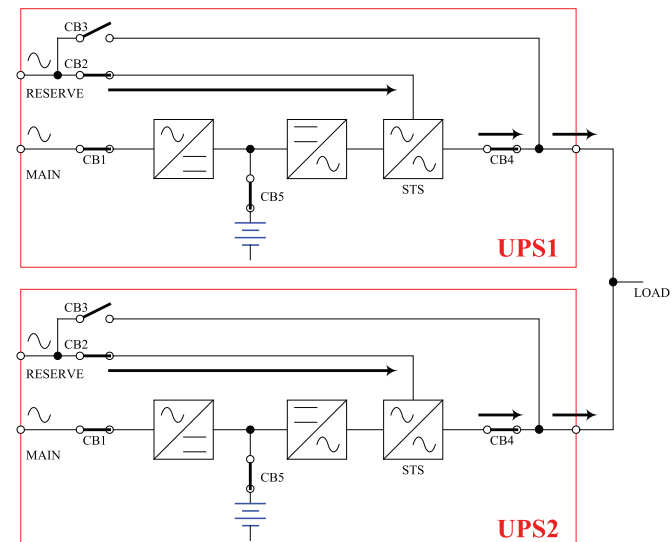 CB3
CB2
RESERVE
MAIN
CB1
CB5
STS
CB4
UPS1
LOAD
CB3
CB2
RESERVE
MAIN
CB1
CB5
STS
CB4
UPS2